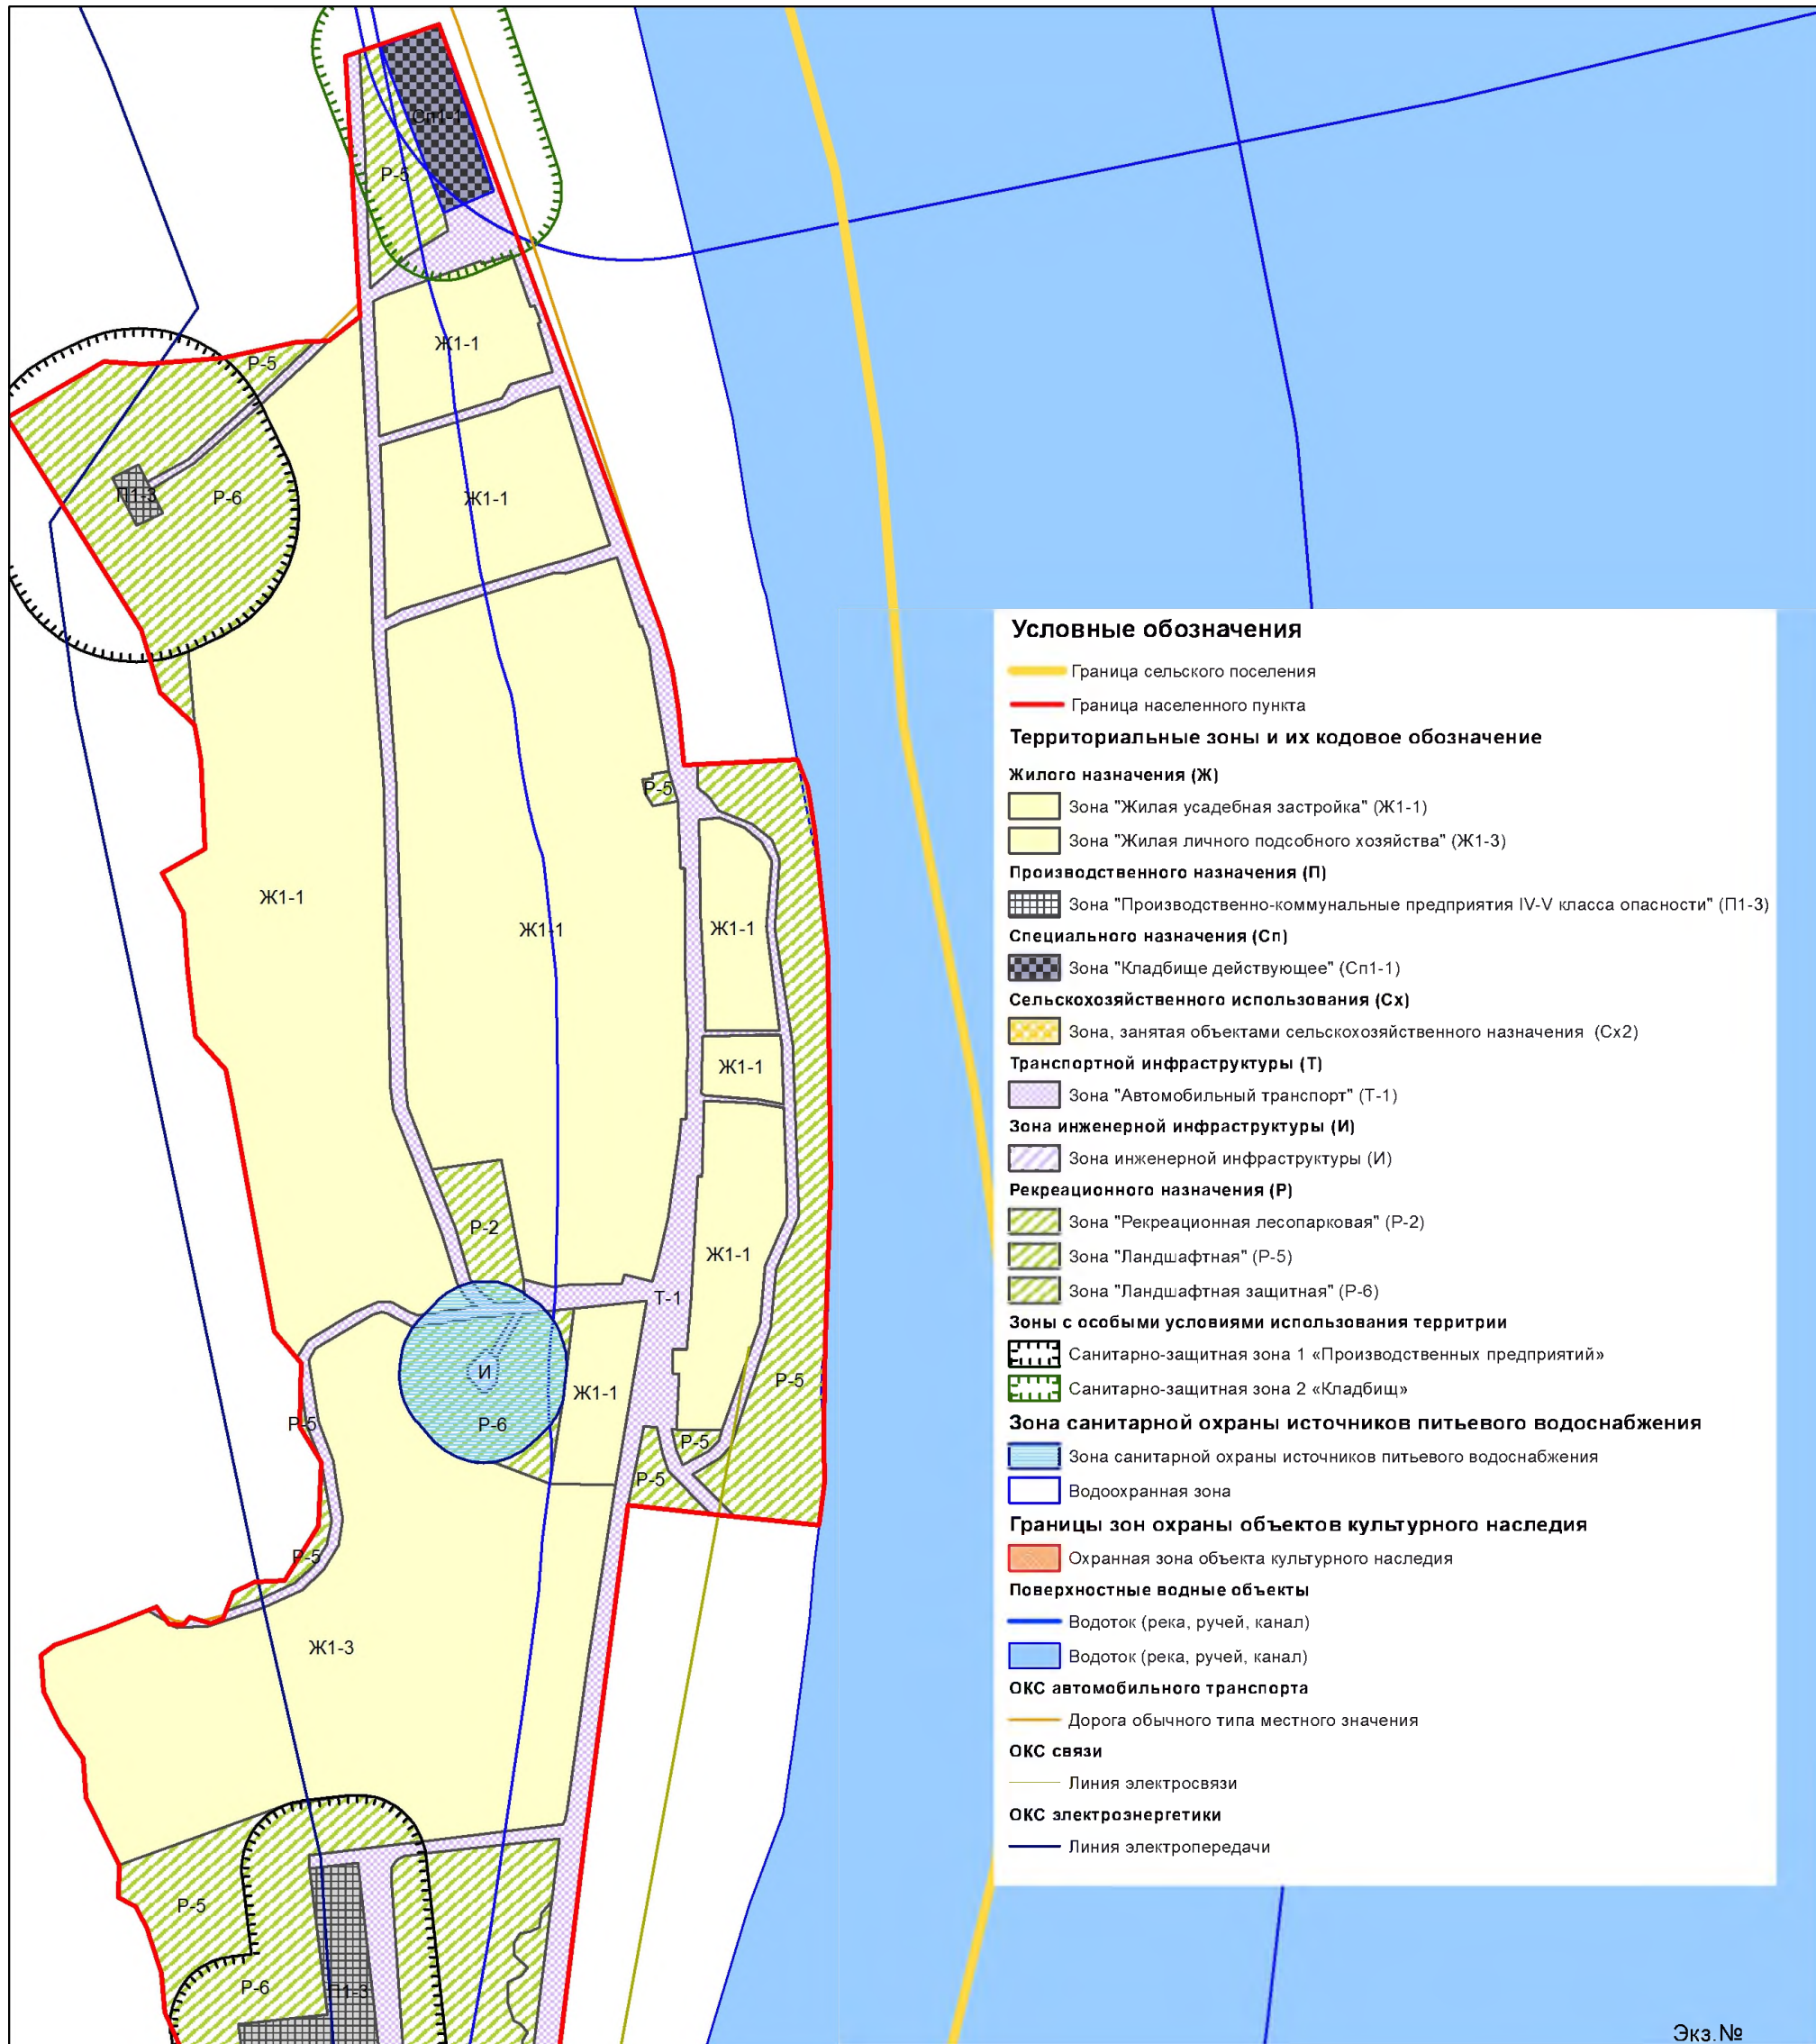 Сп1-1
Р-5
Ж1-1
Р-5
П1-3
Р-6
Ж1-1
Р-5
Ж1-1
Ж1-1
Ж1-1
Ж1-1
Р-2
Ж1-1
Т-1
И
Р-6
Ж1-1
Р-5
Р-5
Р-5
Р-5
Р-5
Ж1-3
Р-5
Р-6
П1-3
Условные обозначения
Граница сельского поселения
Граница населенного пункта
Территориальные зоны и их кодовое обозначение
Жилого назначения (Ж)
Зона "Жилая усадебная застройка" (Ж1-1)
Зона "Жилая личного подсобного хозяйства" (Ж1-3)
Производственного назначения (П)
Зона "Производственно-коммунальные предприятия IV-V класса опасности" (П1-3)
Специального назначения (Сп)
Зона "Кладбище действующее" (Сп1-1)
Сельскохозяйственного использования (Сх)
Зона, занятая объектами сельскохозяйственного назначения (Сх2)
Транспортной инфраструктуры (Т)
Зона "Автомобильный транспорт" (Т-1)
Зона инженерной инфраструктуры (И)
Зона инженерной инфраструктуры (И)
Рекреационного назначения (Р)
Зона "Рекреационная лесопарковая" (Р-2)
Зона "Ландшафтная" (Р-5)
Зона "Ландшафтная защитная" (Р-6)
Зоны с особыми условиями использования территрии
Санитарно-защитная зона 1 «Производственных предприятий»
Санитарно-защитная зона 2 «Кладбищ»
Зона санитарной охраны источников питьевого водоснабжения
Зона санитарной охраны источников питьевого водоснабжения
Водоохранная зона
Границы зон охраны объектов культурного наследия
Охранная зона объекта культурного наследия
Поверхностные водные объекты
Водоток (река, ручей, канал)
Водоток (река, ручей, канал)
ОКС автомобильного транспорта
Дорога обычного типа местного значения
ОКС связи
Линия электросвязи
ОКС электроэнергетики
Линия электропередачи
Экз.№